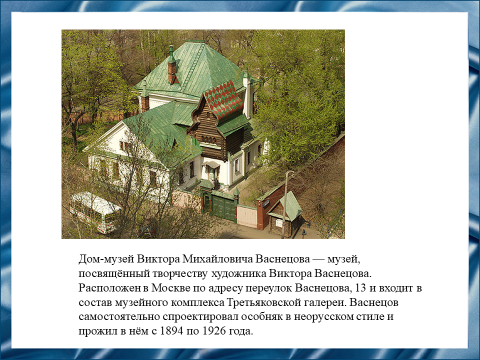 Дом-музей Виктора Михайловича Васнецова — музей,
посвящённый творчеству художника Виктора Васнецова.
Расположен в Москве по адресу переулок Васнецова, 13 и входит в
состав музейного комплекса Третьяковской галереи. Васнецов
самостоятельно спроектировал особняк в неорусском стиле и
прожил в нём с 1894 по 1926 года.